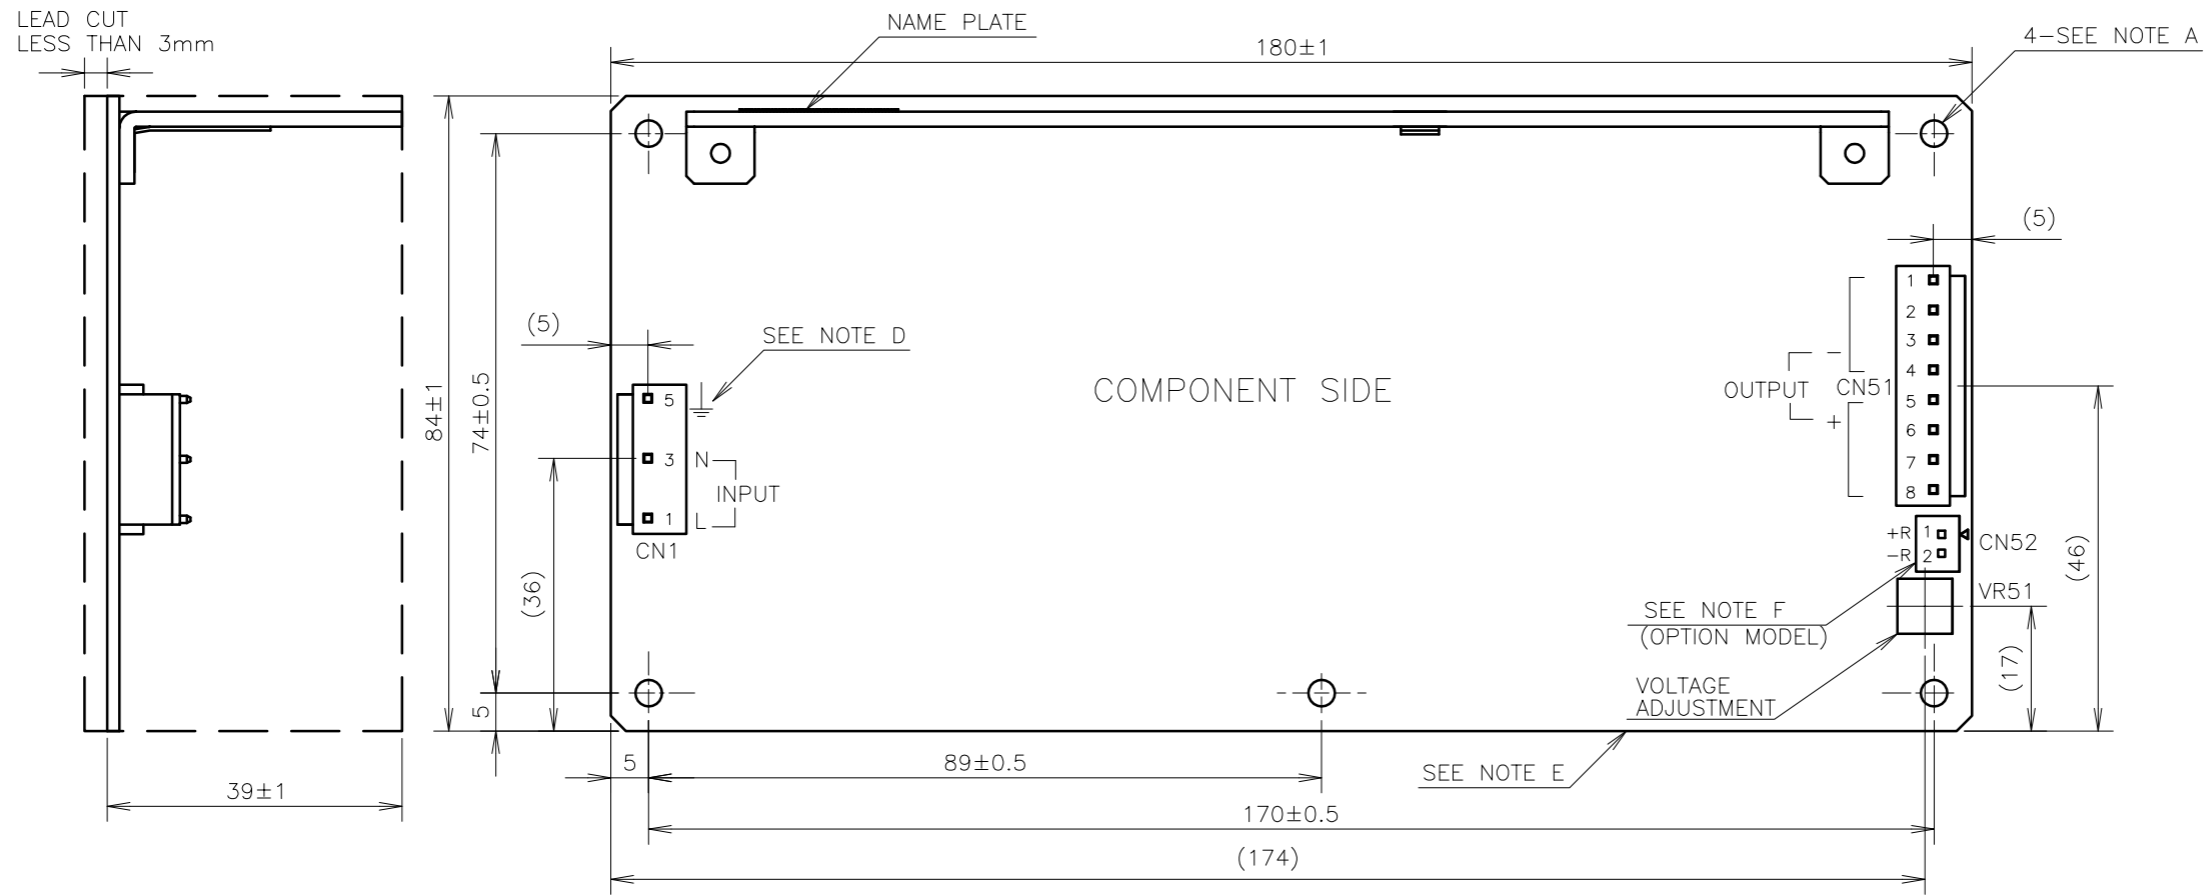 LEAD CUT
LESS THAN 3mm
NAME PLATE
180±1
4-SEE NOTE A
(5)
84±1
74±0.5
(5)
SEE NOTE D
COMPONENT SIDE
OUTPUT
-
+
CN51
1
2
3
4
5
6
7
8
5
3
1
N
INPUT
L
CN1
(36)
5
+R
-R
1
2
CN52
VR51
(46)
(17)
SEE NOTE F
(OPTION MODEL)
VOLTAGE
ADJUSTMENT
39±1
5
89±0.5
SEE NOTE E
170±0.5
(174)